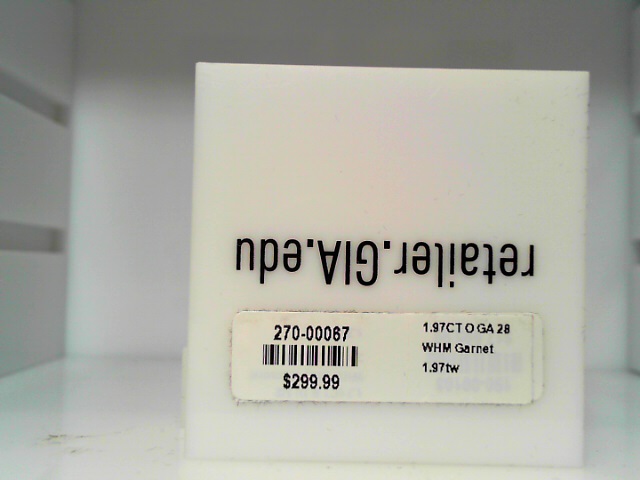 retailer.GIA.edu
270-00067
$299.99
1.97CT O GA 28
WHM Garnet
1.97tw